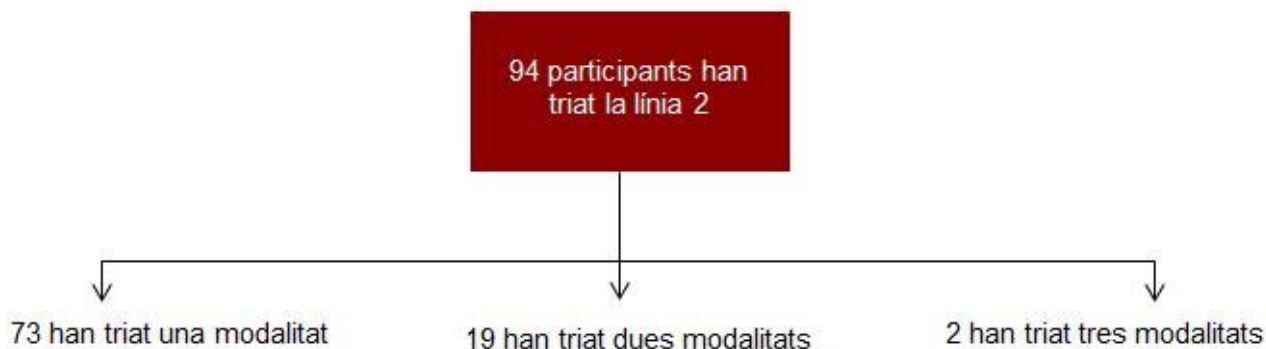 94 participants han
triat la línia 2
73 han triat una modalitat
19 han triat dues modalitats
2 han triat tres modalitats